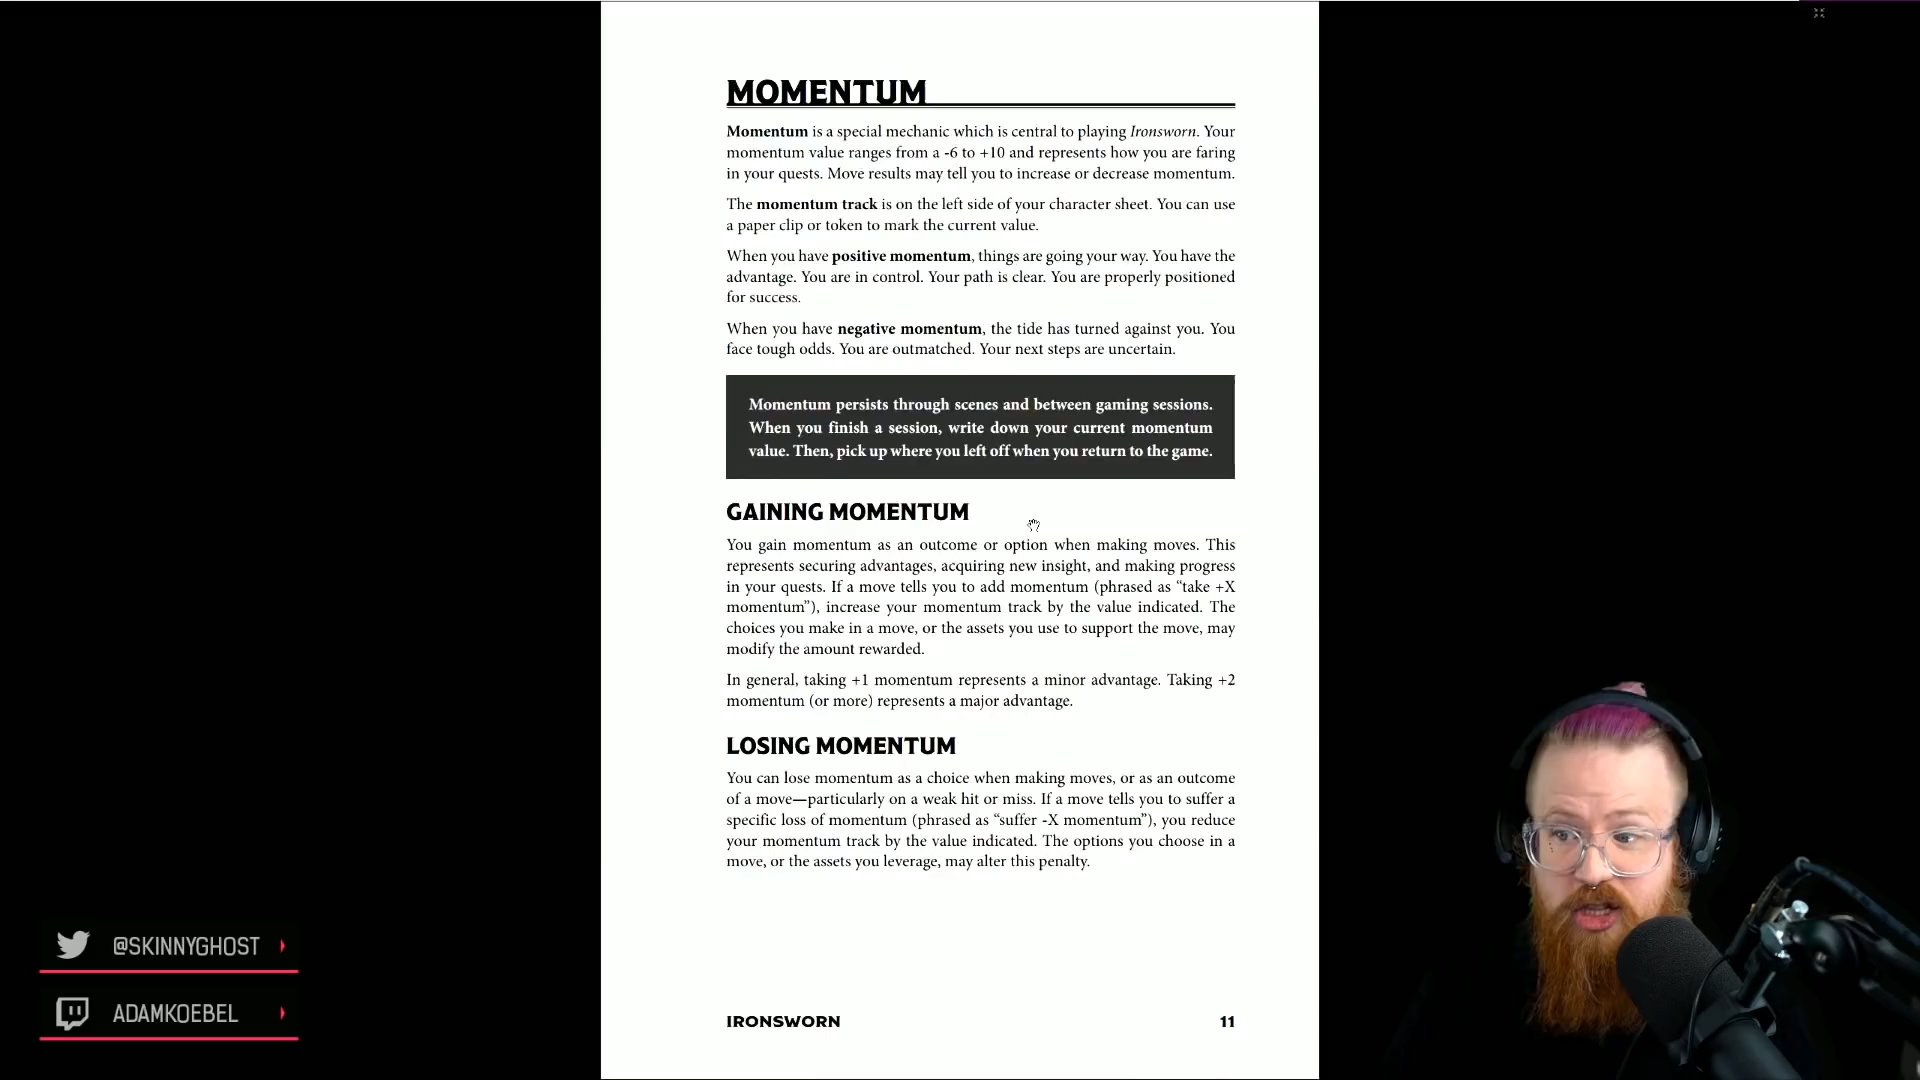 MOMENTUM
Momentum is a special mechanic which is central to playing Ironsworn. Your
momentum value ranges from a -6 to +10 and represents how you are faring
in your quests. Move results may tell you to increase or decrease momentum.
The momentum track is on the left side of your character sheet. You can use
a paper clip or token to mark the current value.
When you have positive momentum, things are going your way. You have the
advantage. You are in control. Your path is clear. You are properly positioned
for success.
When you have negative momentum, the tide has turned against you. You
face tough odds. You are outmatched. Your next steps are uncertain.
Momentum persists through scenes and between gaming sessions.
When you finish a session, write down your current momentum
value. Then, pick up where you left off when you return to the game.
GAINING MOMENTUM
You gain momentum as an outcome or option when making moves. This
represents securing advantages, acquiring new insight, and making progress
in your quests. If a move tells you to add momentum (phrased as “take +X
momentum”), increase your momentum track by the value indicated. The
choices you make in a move, or the assets you use to support the move, may
modify the amount rewarded.
In general, taking +1 momentum represents a minor advantage. Taking +2
momentum (or more) represents a major advantage.
LOSING MOMENTUM
You can lose momentum as a choice when making moves, or as an outcome
of a move—particularly on a weak hit or miss. If a move tells you to suffer a
specific loss of momentum (phrased as “suffer -X momentum”), you reduce
your momentum track by the value indicated. The options you choose in a
move, or the assets you leverage, may alter this penalty.
IRONSWORN 11
@SKINNYGHOST
ADAMKOEBEL